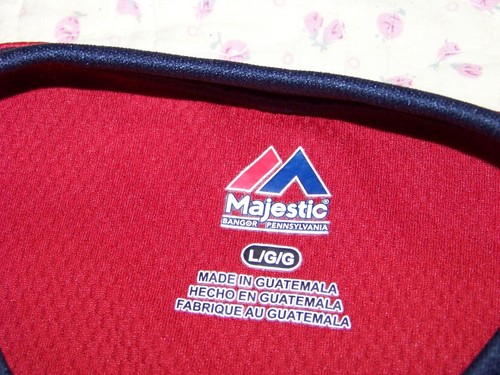 Majestic®
BANGOR PENNSYLVANIA
L/G/G
MADE IN GUATEMALA
HECHO EN GUATEMALA
FABRIQUE AU GUATEMALA